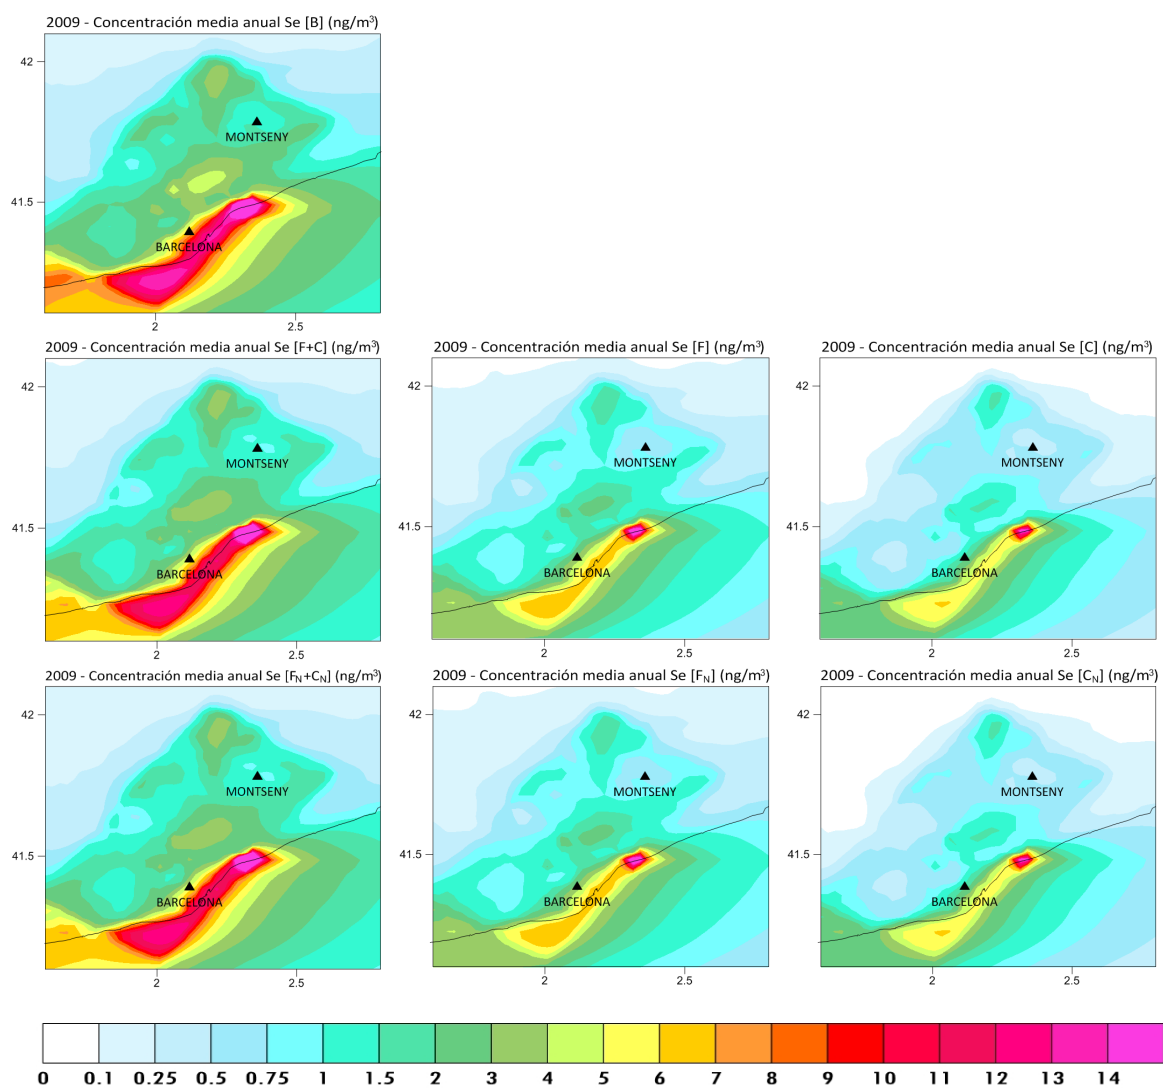 2009 - Concentración media anual Se [B] (ng/m³)
42
MONTSENY
41.5
BARCELONA
2 2.5
2009 - Concentración media anual Se [F+C] (ng/m³) 2009 - Concentración media anual Se [F] (ng/m³) 2009 - Concentración media anual Se [C] (ng/m³)
42 42 42
MONTSENY MONTSENY MONTSENY
41.5 41.5 41.5
BARCELONA BARCELONA BARCELONA
2 2.5 2 2.5 2 2.5
2009 - Concentración media anual Se [F_N+C_N] (ng/m³) 2009 - Concentración media anual Se [F_N] (ng/m³) 2009 - Concentración media anual Se [C_N] (ng/m³)
42 42 42
MONTSENY MONTSENY MONTSENY
41.5 41.5 41.5
BARCELONA BARCELONA BARCELONA
2 2.5 2 2.5 2 2.5
0 0.1 0.25 0.5 0.75 1 1.5 2 3 4 5 6 7 8 9 10 11 12 13 14